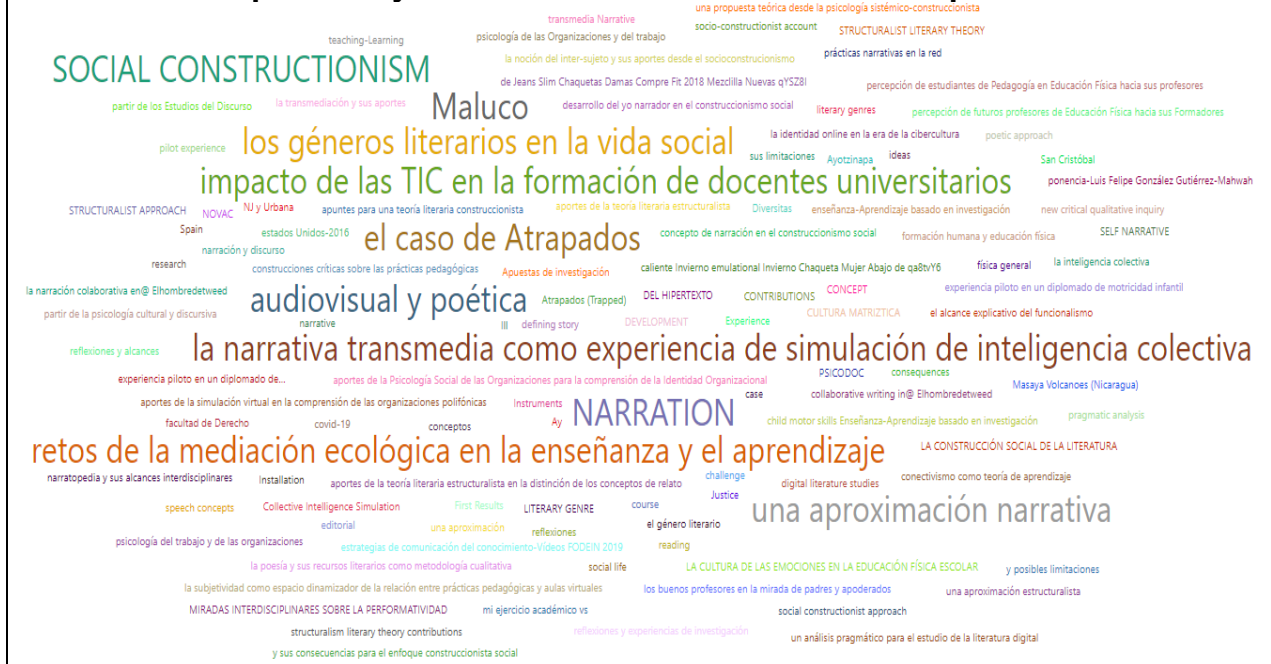 una propuesta teórica desde la psicología sistémico-construccionista
transmedia Narrative
socio-constructionist account
STRUCTURALIST LITERARY THEORY
teaching-Learning
psicología de las Organizaciones y del trabajo
prácticas narrativas en la red
la noción del inter-sujeto y sus aportes desde el socioconstrucionismo
SOCIAL CONSTRUCTIONISM
de Jeans Slim Chaquetas Damas Compre Fit 2018 Mezclilla Nuevas qYSZ8I
percepción de estudiantes de Pedagogía en Educación Física hacia sus profesores
partir de los Estudios del Discurso
la transmediación y sus aportes
Maluco
desarrollo del yo narrador en el construccionismo social
literary genres
percepción de futuros profesores de Educación Física hacia sus Formadores
pilot experience
los géneros literarios en la vida social
la identidad online en la era de la cibercultura
poetic approach
sus limitaciones
Ayotzinapa
ideas
San Cristóbal
impacto de las TIC en la formación de docentes universitarios
ponencia-Luis Felipe González Gutiérrez-Mahwah
STRUCTURALIST APPROACH
NOVAC
NJ y Urbana
apuntes para una teoría literaria construccionista
aportes de la teoría literaria estructuralista
Diversitas
enseñanza-Aprendizaje basado en investigación
new critical qualitative inquiry
Spain
estados Unidos-2016
el caso de Atrapados
concepto de narración en el construccionismo social
formación humana y educación física
SELF NARRATIVE
narración y discurso
research
construcciones críticas sobre las prácticas pedagógicas
Apuestas de investigación
caliente Invierno emulational Invierno Chaqueta Mujer Abajo de qa8tvY6
física general
la inteligencia colectiva
la narración colaborativa en@ Elhombredetweed
audiovisual y poética
Atrapados (Trapped)
DEL HIPERTEXTO
CONTRIBUTIONS
CONCEPT
experiencia piloto en un diplomado de motricidad infantil
partir de la psicología cultural y discursiva
narrative
III
defining story
DEVELOPMENT
Experience
CULTURA MATRIZTICA
el alcance explicativo del funcionalismo
reflexiones y alcances
la narrativa transmedia como experiencia de simulación de inteligencia colectiva
experiencia piloto en un diplomado de...
aportes de la Psicología Social de las Organizaciones para la comprensión de la Identidad Organizacional
PSICODOC
consequences
case
collaborative writing in@ Elhombredetweed
Masaya Volcanoes (Nicaragua)
aportes de la simulación virtual en la comprensión de las organizaciones polifónicas
Instruments
NARRATION
child motor skills Enseñanza-Aprendizaje basado en investigación
pragmatic analysis
facultad de Derecho
covid-19
conceptos
Ay
retos de la mediación ecológica en la enseñanza y el aprendizaje
LA CONSTRUCCIÓN SOCIAL DE LA LITERATURA
narratopedia y sus alcances interdisciplinares
Installation
aportes de la teoría literaria estructuralista en la distinción de los conceptos de relato
challenge
digital literature studies
conectivismo como teoría de aprendizaje
Justice
speech concepts
Collective Intelligence Simulation
First Results
LITERARY GENRE
course
una aproximación narrativa
editorial
una aproximación
reflexiones
el género literario
psicología del trabajo y de las organizaciones
estrategias de comunicación del conocimiento-Vídeos FODEIN 2019
reading
la poesía y sus recursos literarios como metodología cualitativa
social life
LA CULTURA DE LAS EMOCIONES EN LA EDUCACIÓN FÍSICA ESCOLAR
y posibles limitaciones
la subjetividad como espacio dinamizador de la relación entre prácticas pedagógicas y aulas virtuales
los buenos profesores en la mirada de padres y apoderados
una aproximación estructuralista
MIRADAS INTERDISCIPLINARES SOBRE LA PERFORMATIVIDAD
mi ejercicio académico vs
social constructionist approach
structuralism literary theory contributions
reflexiones y experiencias de investigación
un análisis pragmático para el estudio de la literatura digital
y sus consecuencias para el enfoque construccionista social